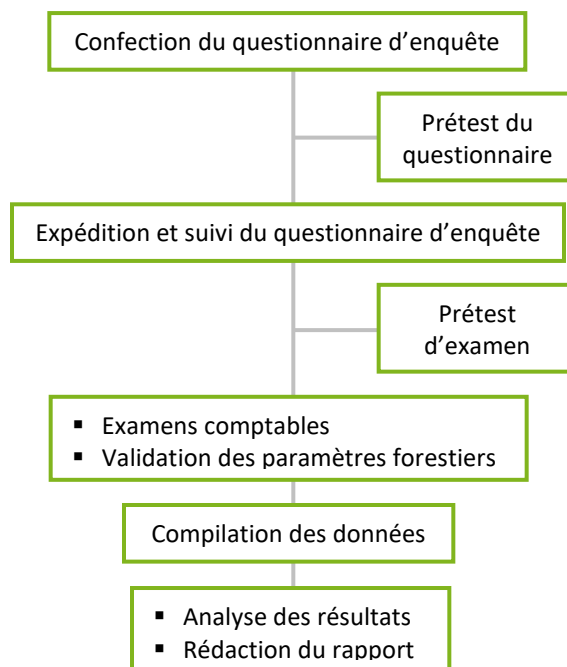 Confection du questionnaire d’enquête
Prétest du
questionnaire
Expédition et suivi du questionnaire d’enquête
Prétest
d’examen
▪ Examens comptables
▪ Validation des paramètres forestiers
Compilation des données
▪ Analyse des résultats
▪ Rédaction du rapport